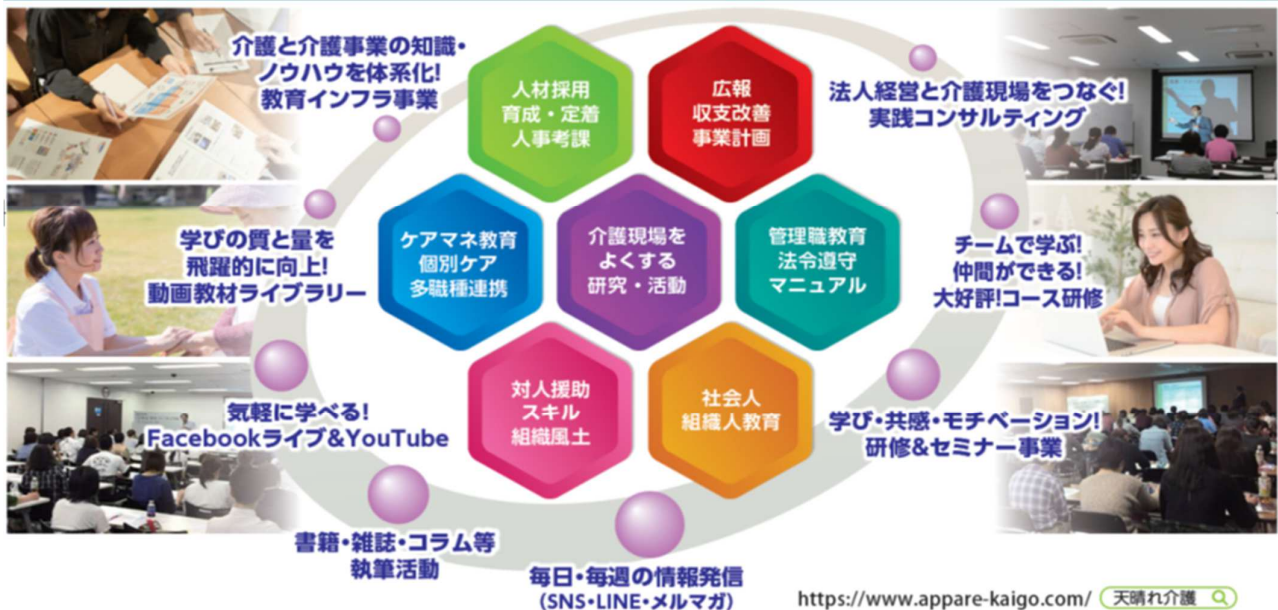 介護と介護事業の知識・
ノウハウを体系化!
教育インフラ事業
人材採用
育成・定着
人事考課
広報
収支改善
事業計画
法人経営と介護現場をつなぐ!
実践コンサルティング
学びの質と量を
飛躍的に向上!
動画教材ライブラリー
ケアマネ教育
個別ケア
多職種連携
介護現場を
よくする
研究・活動
管理職教育
法令遵守
マニュアル
チームで学ぶ!
仲間ができる!
大好評!コース研修
気軽に学べる!
Facebookライブ&YouTube
対人援助
スキル
組織風土
社会人
組織人教育
学び・共感・モチベーション!
研修&セミナー事業
書籍・雑誌・コラム等
執筆活動
毎日・毎週の情報発信
(SNS・LINE・メルマガ)
https://www.appare-kaigo.com/ 天晴れ介護